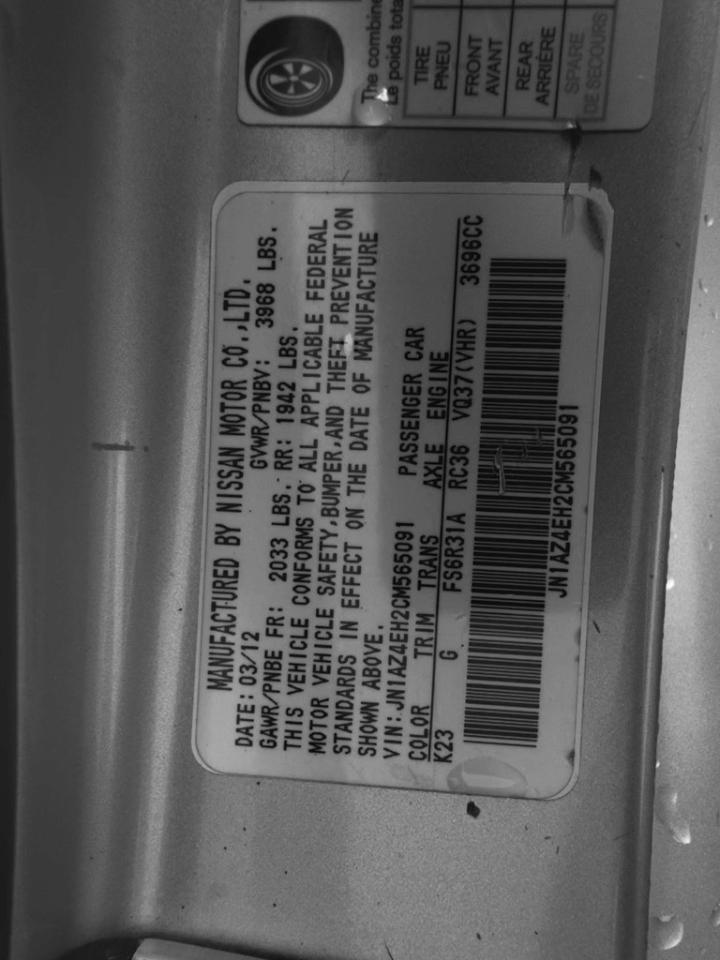 The combine
Le poids tota
TIRE
PNEU
FRONT
AVANT
REAR
ARRIÈRE
SPARE
DE SECOURS
MANUFACTURED BY NISSAN MOTOR CO.,LTD.
DATE: 03/12 GVWR/PNBV: 3968 LBS.
GAWR/PNBE FR: 2033 LBS. RR: 1942 LBS.
THIS VEHICLE CONFORMS TO ALL APPLICABLE FEDERAL
MOTOR VEHICLE SAFETY,BUMPER,AND THEFT PREVENTION
STANDARDS IN EFFECT ON THE DATE OF MANUFACTURE
SHOWN ABOVE.
VIN:JN1AZ4EH2CM565091 PASSENGER CAR
COLOR TRIM TRANS AXLE ENGINE
K23 G FS6R31A RC36 VQ37(VHR) 3696CC
JN1AZ4EH2CM565091